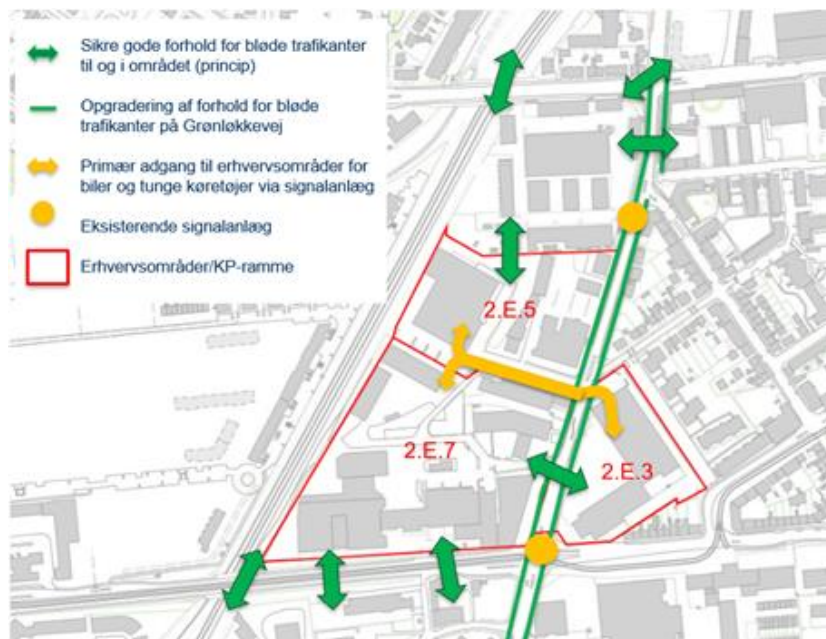 Sikre gode forhold for bløde trafikanter
til og i området (princip)
Opgradering af forhold for bløde
trafikanter på Grønløkkevej
Primær adgang til erhvervsområder for
biler og tunge køretøjer via signalanlæg
Eksisterende signalanlæg
Erhvervsområder/KP-ramme
2.E.5
2.E.7
2.E.3